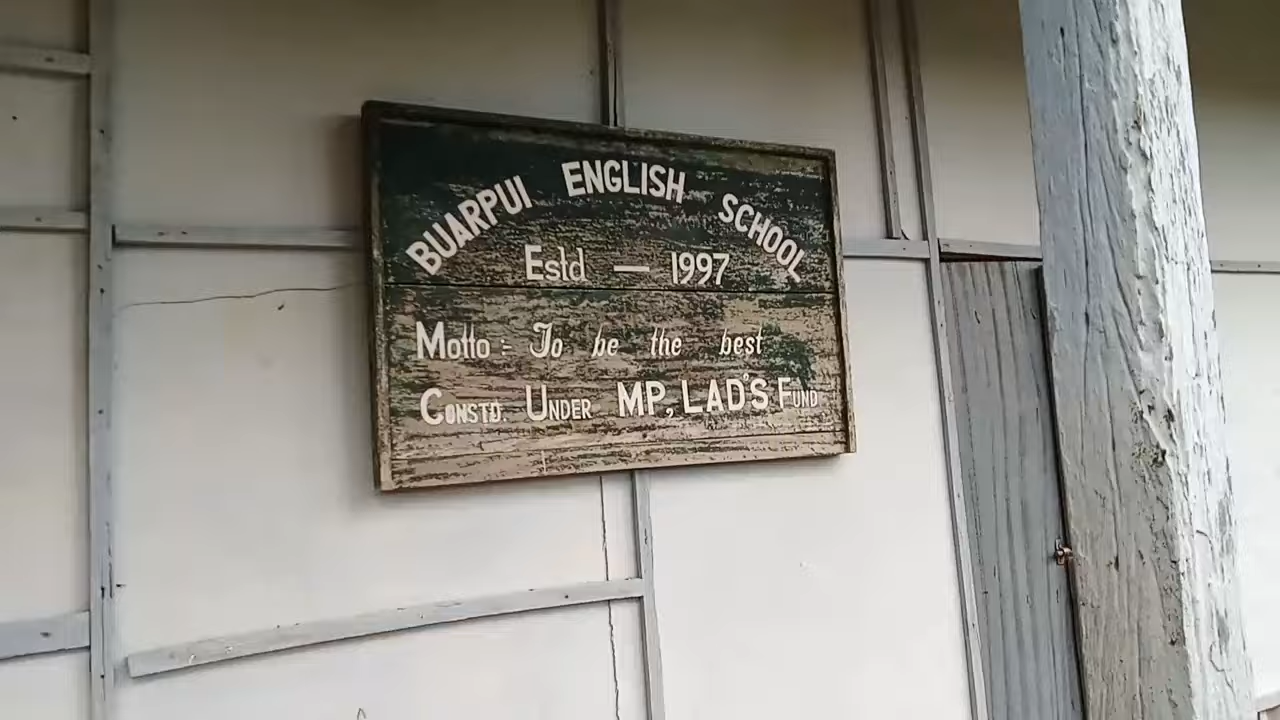 BUARPUI ENGLISH SCHOOL
Estd — 1997
Motto :- To be the best
CONSTD. UNDER MP, LAD'S FUND